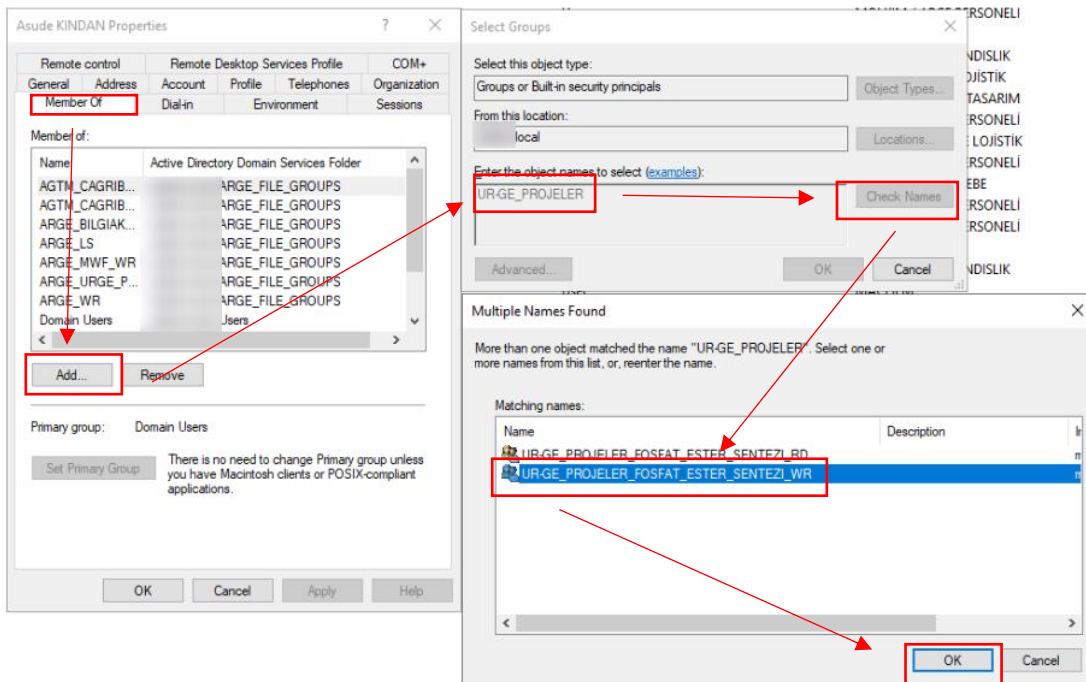 Asude KINDAN Properties
?
Remote control
Remote Desktop Services Profile
COM+
General
Address
Account
Profile
Telephones
Organization
Member Of
Dial-in
Environment
Sessions
Member of:
Name
Active Directory Domain Services Folder
AGTM_CAGRIB...
ARGE_FILE_GROUPS
AGTM_CAGRIB...
ARGE_FILE_GROUPS
ARGE_BILGIAK...
ARGE_FILE_GROUPS
ARGE_LS
ARGE_FILE_GROUPS
ARGE_MWF_WR
ARGE_FILE_GROUPS
ARGE_URGE_P...
ARGE_FILE_GROUPS
ARGE_WR
ARGE_FILE_GROUPS
Domain Users
Users
Add...
Remove
Primary group:
Domain Users
Set Primary Group
There is no need to change Primary group unless
you have Macintosh clients or POSIX-compliant
applications.
OK
Cancel
Apply
Help
Select Groups
Select this object type:
Groups or Built-in security principals
Object Types...
From this location:
local
Locations...
Enter the object names to select (examples):
UR-GE_PROJELER
Check Names
Advanced...
OK
Cancel
ERSONELI
NDISLIK
OJİSTİK
TASARIM
ERSONELİ
LOJİSTİK
ERSONELİ
EBE
ERSONELİ
ERSONELİ
NDISLIK
Multiple Names Found
More than one object matched the name "UR-GE_PROJELER". Select one or
more names from this list, or, reenter the name.
Matching names:
Name
Description
UR-GE_PROJELER_FOSFAT_ESTER_SENTEZI_RD
UR-GE_PROJELER_FOSFAT_ESTER_SENTEZI_WR
OK
Cancel